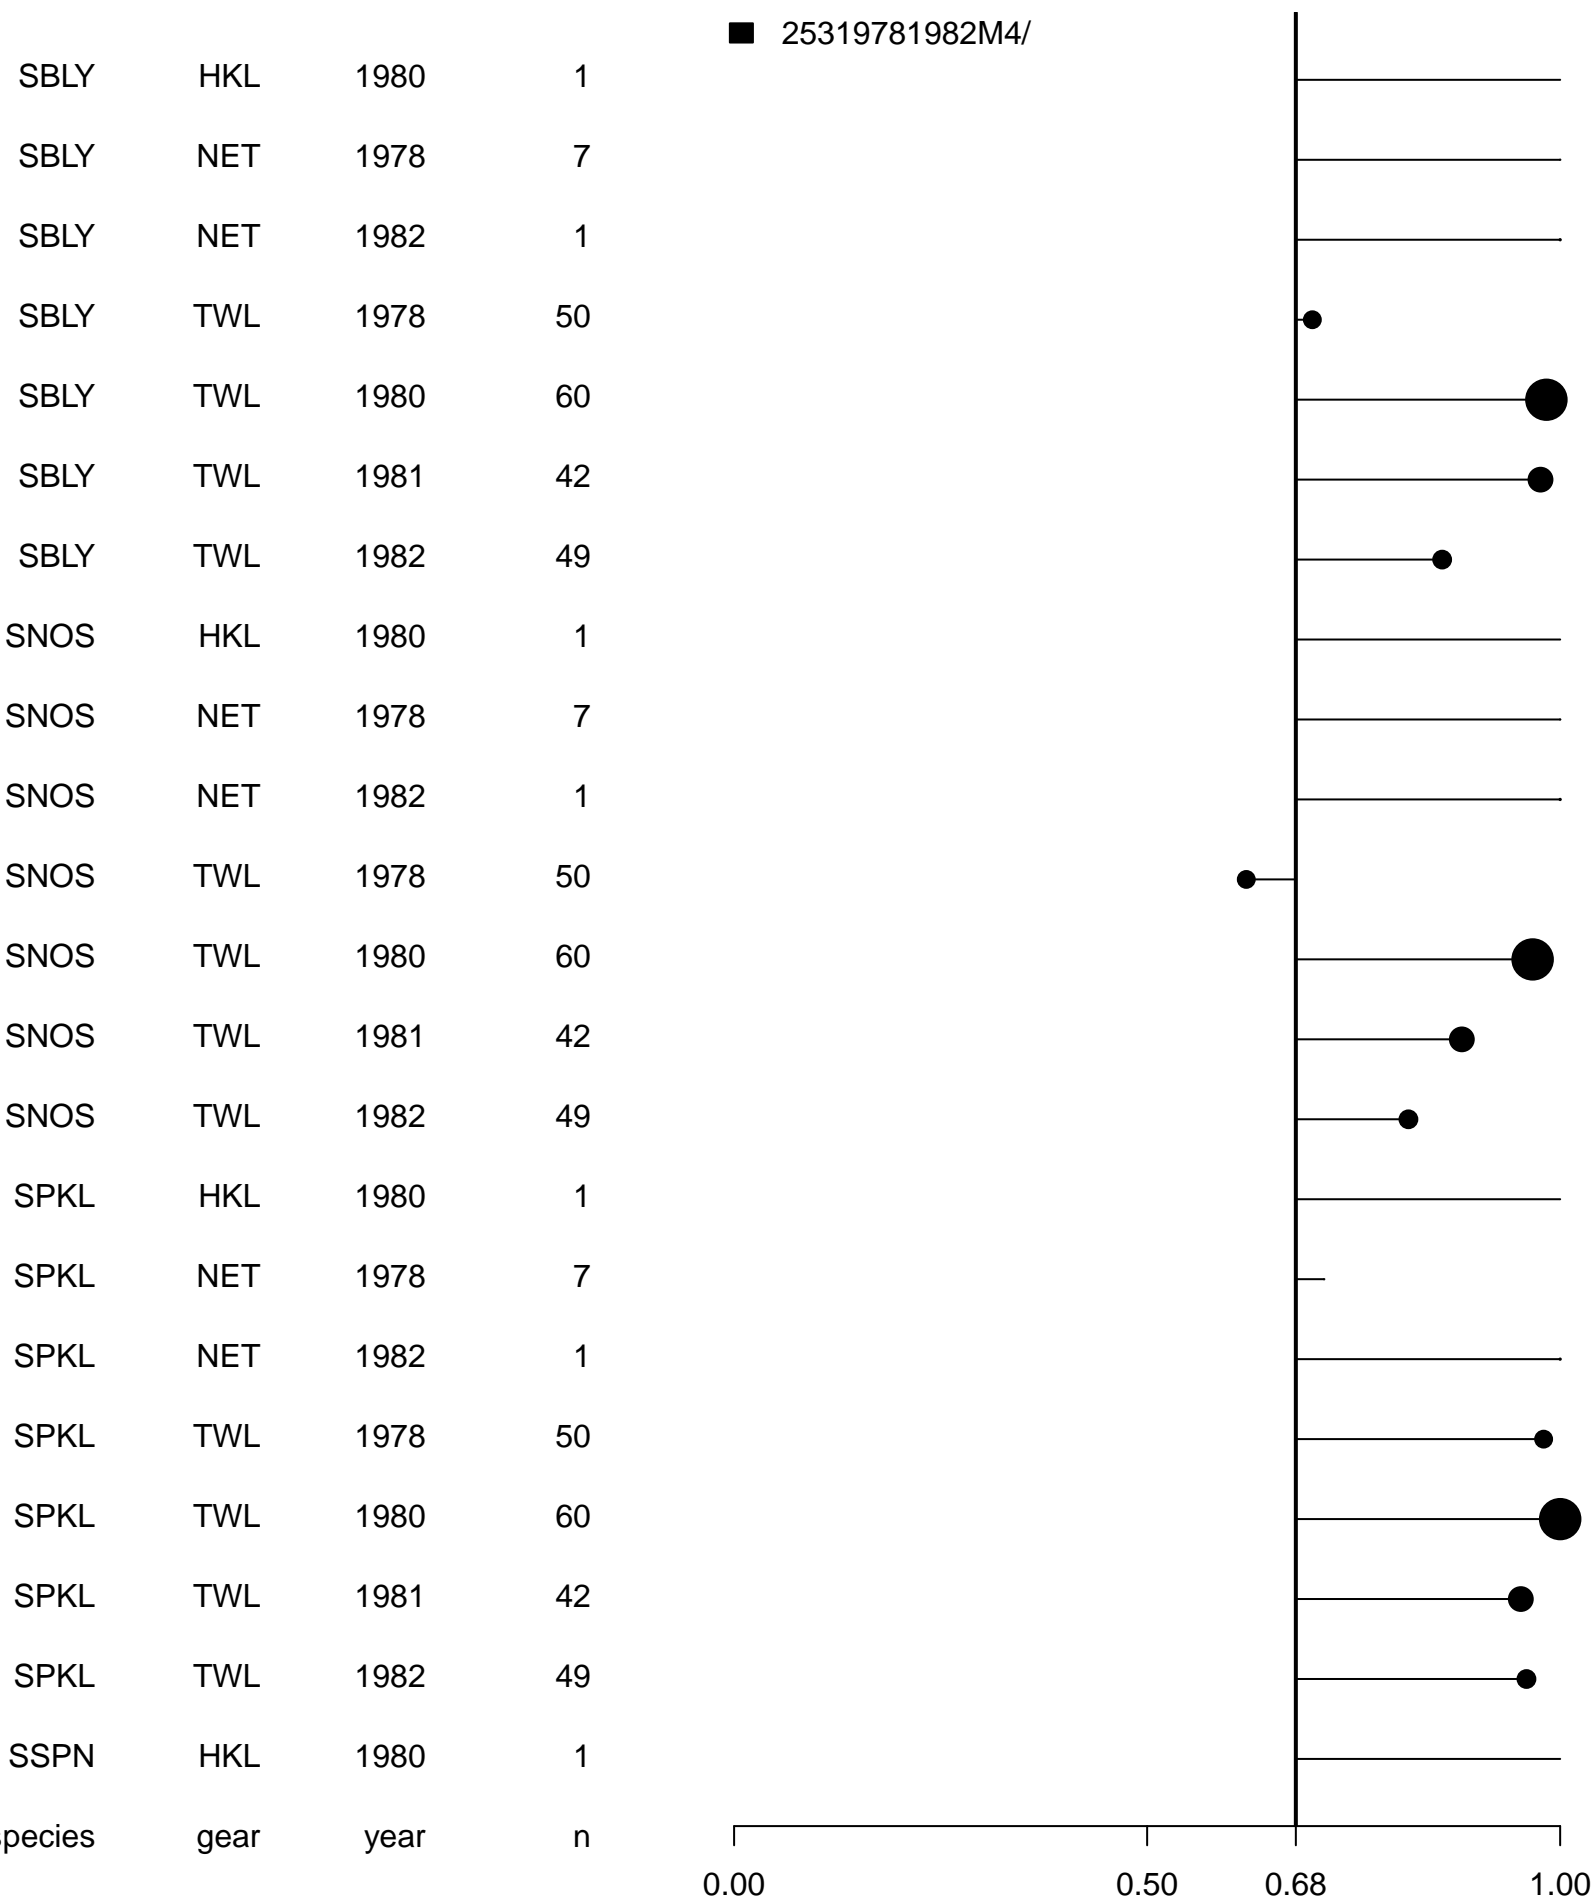 25319781982M4/
SBLY HKL 1980 1
SBLY NET 1978 7
SBLY NET 1982 1
SBLY TWL 1978 50
SBLY TWL 1980 60
SBLY TWL 1981 42
SBLY TWL 1982 49
SNOS HKL 1980 1
SNOS NET 1978 7
SNOS NET 1982 1
SNOS TWL 1978 50
SNOS TWL 1980 60
SNOS TWL 1981 42
SNOS TWL 1982 49
SPKL HKL 1980 1
SPKL NET 1978 7
SPKL NET 1982 1
SPKL TWL 1978 50
SPKL TWL 1980 60
SPKL TWL 1981 42
SPKL TWL 1982 49
SSPN HKL 1980 1
species gear year n
0.00 0.50 0.68 1.00